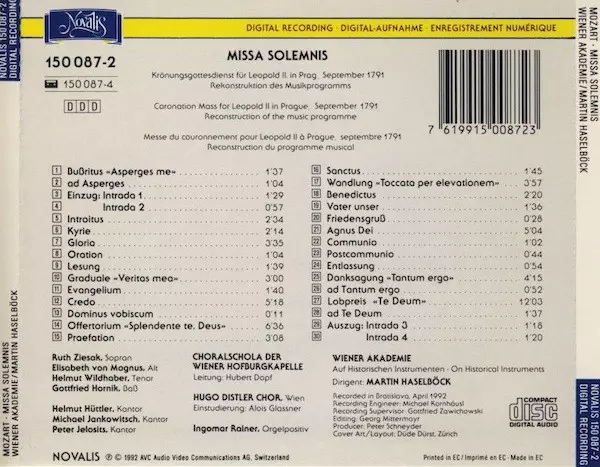 Novalis
DIGITAL RECORDING · DIGITAL-AUFNAHME · ENREGISTREMENT NUMÉRIQUE
150 087-2
150 087-4
DDD
MISSA SOLEMNIS
Krönungsgottesdienst für Leopold II. in Prag, September 1791
Rekonstruktion des Musikprogramms
Coronation Mass for Leopold II in Prague, September 1791
Reconstruction of the music programme
Messe du couronnement pour Leopold II à Prague, septembre 1791
Reconstruction du programme musical
7 619915 008723
1 Bußritus «Asperges me» 1'37
2 ad Asperges 1'04
3 Einzug: Intrada 1 1'29
4 Intrada 2 0'57
5 Introitus 2'34
6 Kyrie 2'14
7 Gloria 3'35
8 Oration 1'04
9 Lesung 1'39
10 Graduale «Veritas mea» 3'00
11 Evangelium 1'40
12 Credo 5'18
13 Dominus vobiscum 0'11
14 Offertorium «Splendente te, Deus» 6'36
15 Praefation 3'08
16 Sanctus 1'45
17 Wandlung «Toccata per elevationem» 3'57
18 Benedictus 2'20
19 Vater unser 1'36
20 Friedensgruß 0'28
21 Agnus Dei 5'04
22 Communio 1'02
23 Postcommunio 0'44
24 Entlassung 0'54
25 Danksagung «Tantum ergo» 4'15
26 ad Tantum ergo 0'52
27 Lobpreis «Te Deum» 12'03
28 ad Te Deum 1'37
29 Auszug: Intrada 3 1'18
30 Intrada 4 1'20
Ruth Ziesak, Sopran
Elisabeth von Magnus, Alt
Helmut Wildhaber, Tenor
Gottfried Hornik, Baß
Helmut Hüttler, Kantor
Michael Jankowitsch, Kantor
Peter Jelosits, Kantor
CHORALSCHOLA DER
WIENER HOFBURGKAPELLE
Leitung: Hubert Dopf
HUGO DISTLER CHOR, Wien
Einstudierung: Alois Glassner
Ingomar Rainer, Orgelpositiv
WIENER AKADEMIE
Auf Historischen Instrumenten · On Historical Instruments
Dirigent: MARTIN HASELBÖCK
Recorded in Bratislava, April 1992
Recording Engineer: Michael Kornhäusl
Recording Supervisor: Gottfried Zawichowski
Editing: Georg Mittermayr
Producer: Peter Schneyder
Cover Art/Layout: Düde Dürst, Zürich
COMPACT
disc
DIGITAL AUDIO
NOVALIS ℗ © 1992 AVC Audio Video Communications AG, Switzerland
Printed in EC / Imprimé en EC · Made in EC
MOZART · MISSA SOLEMNIS
WIENER AKADEMIE/MARTIN HASELBÖCK
NOVALIS 150 087-2
DIGITAL RECORDING
MOZART · MISSA SOLEMNIS
WIENER AKADEMIE/MARTIN HASELBÖCK
NOVALIS 150 087-2
DIGITAL RECORDING